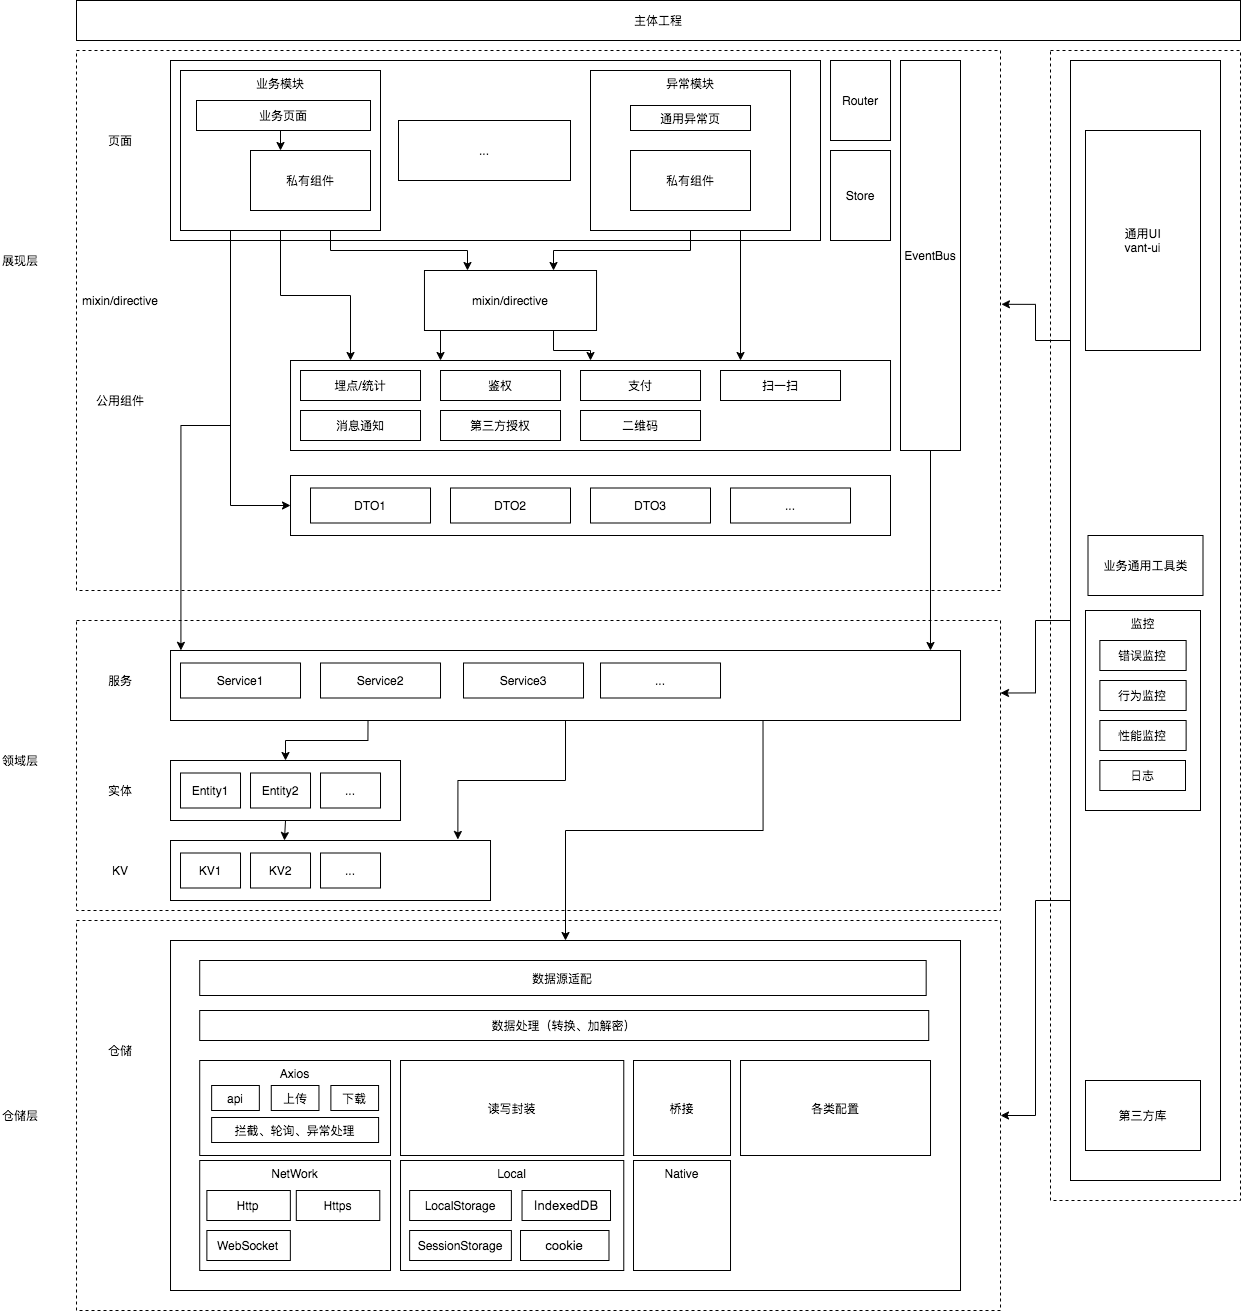 主体工程
展现层
页面
业务模块
业务页面
私有组件
...
异常模块
通用异常页
私有组件
Router
Store
EventBus
mixin/directive
mixin/directive
公用组件
埋点/统计
鉴权
支付
扫一扫
消息通知
第三方授权
二维码
DTO1
DTO2
DTO3
...
领域层
服务
Service1
Service2
Service3
...
实体
Entity1
Entity2
...
KV
KV1
KV2
...
仓储层
仓储
数据源适配
数据处理（转换、加解密）
Axios
api
上传
下载
拦截、轮询、异常处理
读写封装
桥接
各类配置
NetWork
Http
Https
WebSocket
Local
LocalStorage
IndexedDB
SessionStorage
cookie
Native
通用UI
vant-ui
业务通用工具类
监控
错误监控
行为监控
性能监控
日志
第三方库